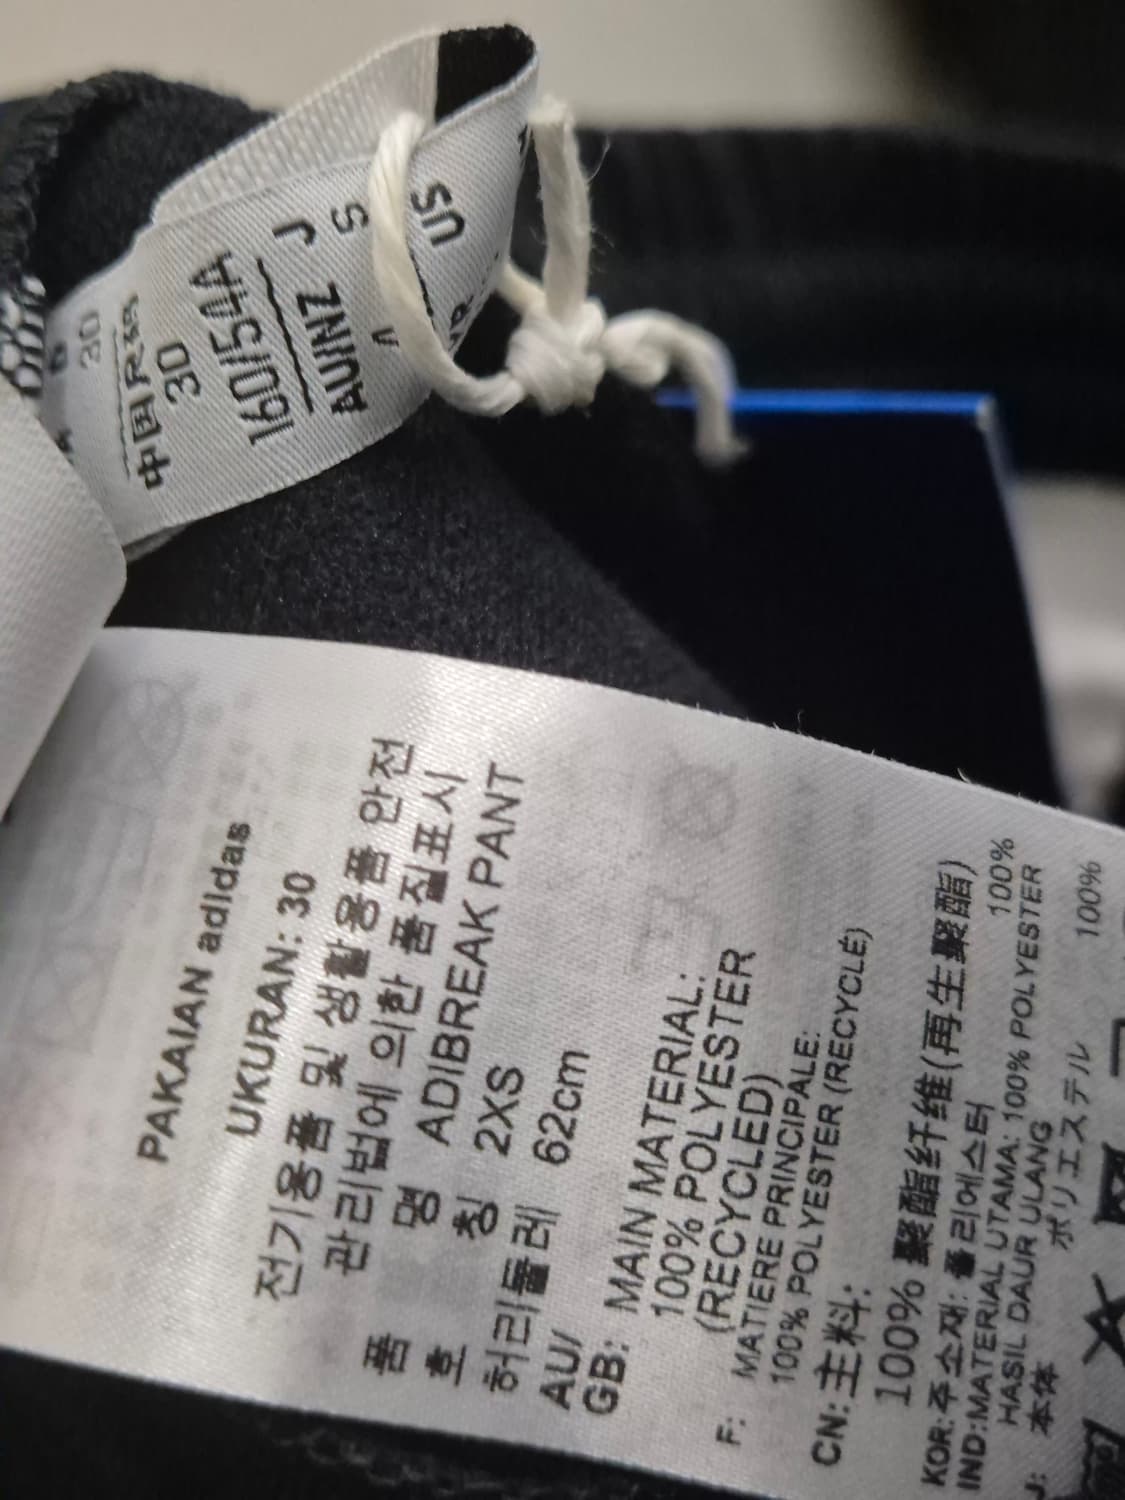 US
J
S
AU/NZ
A
160/54A
中国尺码
30
30
D
PAKAIAN adidas
UKURAN: 30
전기용품 및 생활용품 안전
관리법에 의한 품질표시
품 명 ADIBREAK PANT
호 칭 2XS
허리둘레 62cm
AU/
GB: MAIN MATERIAL:
100% POLYESTER
(RECYCLED)
F: MATIERE PRINCIPALE:
100% POLYESTER (RECYCLÉ)
CN: 主料:
100% 聚酯纤维(再生聚酯)
KOR: 주소재: 폴리에스터 100%
IND:MATERIAL UTAMA: 100% POLYESTER
HASIL DAUR ULANG
J: 本体 ポリエステル 100%